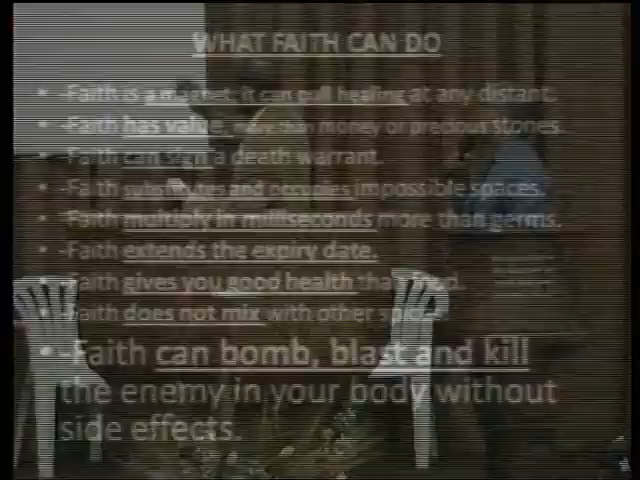 WHAT FAITH CAN DO
• -Faith is a magnet, it can pull healing at any distant.
• -Faith has value, more than money or precious stones.
• -Faith can sign a death warrant.
• -Faith substitutes and occupies impossible spaces.
• -Faith multiply in milliseconds more than germs.
• -Faith extends the expiry date.
• -Faith gives you good health than food.
• -Faith does not mix with other
• -Faith can bomb, blast and kill
the enemy in your body without
side effects.